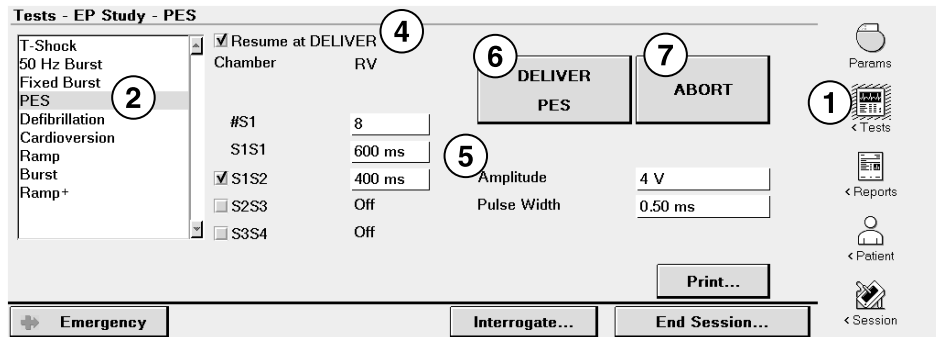 Tests - EP Study - PES
T-Shock
50 Hz Burst
Fixed Burst
PES
Defibrillation
Cardioversion
Ramp
Burst
Ramp+
2
Resume at DELIVER
4
Chamber RV
#S1 8
S1S1 600 ms
S1S2 400 ms
S2S3 Off
S3S4 Off
5
6
DELIVER
PES
7
ABORT
Amplitude 4 V
Pulse Width 0.50 ms
Print...
Emergency
Interrogate...
End Session...
Params
1
< Tests
< Reports
< Patient
< Session